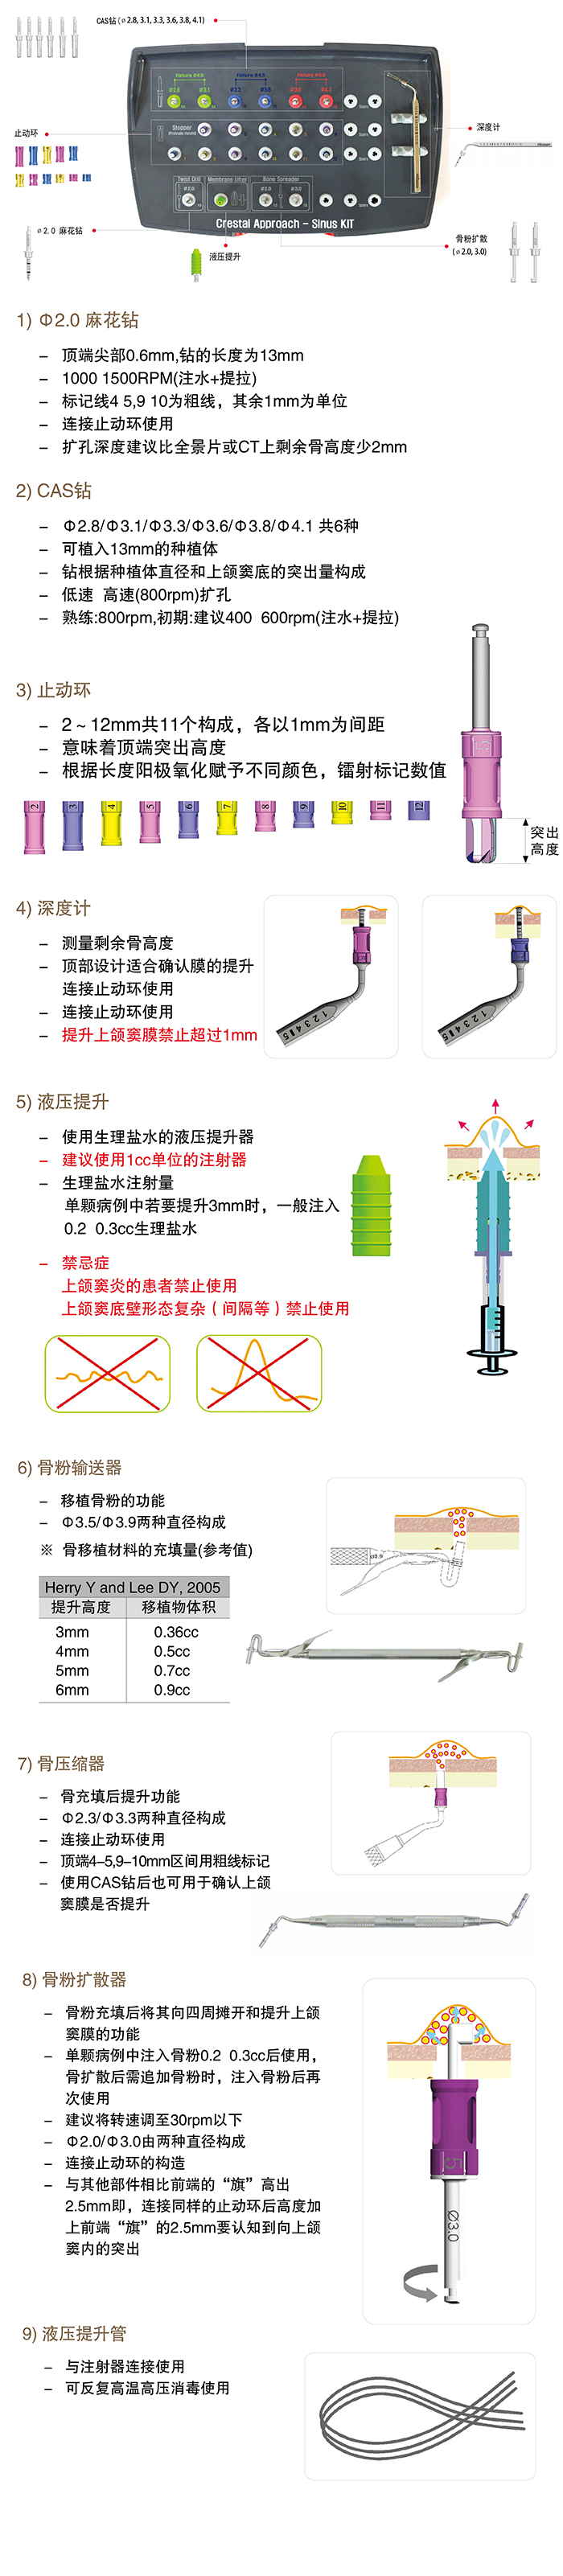 CAS钻 (ø 2.8, 3.1, 3.3, 3.6, 3.8, 4.1)
止动环
深度计
Stopper
Twist Drill
Membrane Lifter
Bone Spreader
Crestal Approach – Sinus KIT
ø 2. 0 麻花钻
液压提升
骨粉扩散
(ø 2.0, 3.0)
1) Φ2.0 麻花钻
– 顶端尖部0.6mm,钻的长度为13mm
– 1000 1500RPM(注水+提拉)
– 标记线4 5,9 10为粗线，其余1mm为单位
– 连接止动环使用
– 扩孔深度建议比全景片或CT上剩余骨高度少2mm
2) CAS钻
– Φ2.8/Φ3.1/Φ3.3/Φ3.6/Φ3.8/Φ4.1 共6种
– 可植入13mm的种植体
– 钻根据种植体直径和上颌窦底的突出量构成
– 低速 高速(800rpm)扩孔
– 熟练:800rpm,初期:建议400 600rpm(注水+提拉)
3) 止动环
– 2～12mm共11个构成，各以1mm为间距
– 意味着顶端突出高度
– 根据长度阳极氧化赋予不同颜色，镭射标记数值
5
2 3 4 5 6 7 8 9 10 11 12
突出
高度
4) 深度计
– 测量剩余骨高度
– 顶部设计适合确认膜的提升
连接止动环使用
– 连接止动环使用
– 提升上颌窦膜禁止超过1mm
5) 液压提升
– 使用生理盐水的液压提升器
– 建议使用1cc单位的注射器
– 生理盐水注射量
单颗病例中若要提升3mm时，一般注入
0.2 0.3cc生理盐水
– 禁忌症
上颌窦炎的患者禁止使用
上颌窦底壁形态复杂（间隔等）禁止使用
6) 骨粉输送器
– 移植骨粉的功能
– Φ3.5/Φ3.9两种直径构成
※ 骨移植材料的充填量(参考值)
Ø3.9
Herry Y and Lee DY, 2005
提升高度 移植物体积
3mm 0.36cc
4mm 0.5cc
5mm 0.7cc
6mm 0.9cc
7) 骨压缩器
– 骨充填后提升功能
– Φ2.3/Φ3.3两种直径构成
– 连接止动环使用
– 顶端4–5,9–10mm区间用粗线标记
– 使用CAS钻后也可用于确认上颌
窦膜是否提升
8) 骨粉扩散器
– 骨粉充填后将其向四周摊开和提升上颌
窦膜的功能
– 单颗病例中注入骨粉0.2 0.3cc后使用，
骨扩散后需追加骨粉时，注入骨粉后再
次使用
– 建议将转速调至30rpm以下
– Φ2.0/Φ3.0由两种直径构成
– 连接止动环的构造
– 与其他部件相比前端的“旗”高出
2.5mm即，连接同样的止动环后高度加
上前端“旗”的2.5mm要认知到向上颌
窦内的突出
5
Ø3.0
9) 液压提升管
– 与注射器连接使用
– 可反复高温高压消毒使用